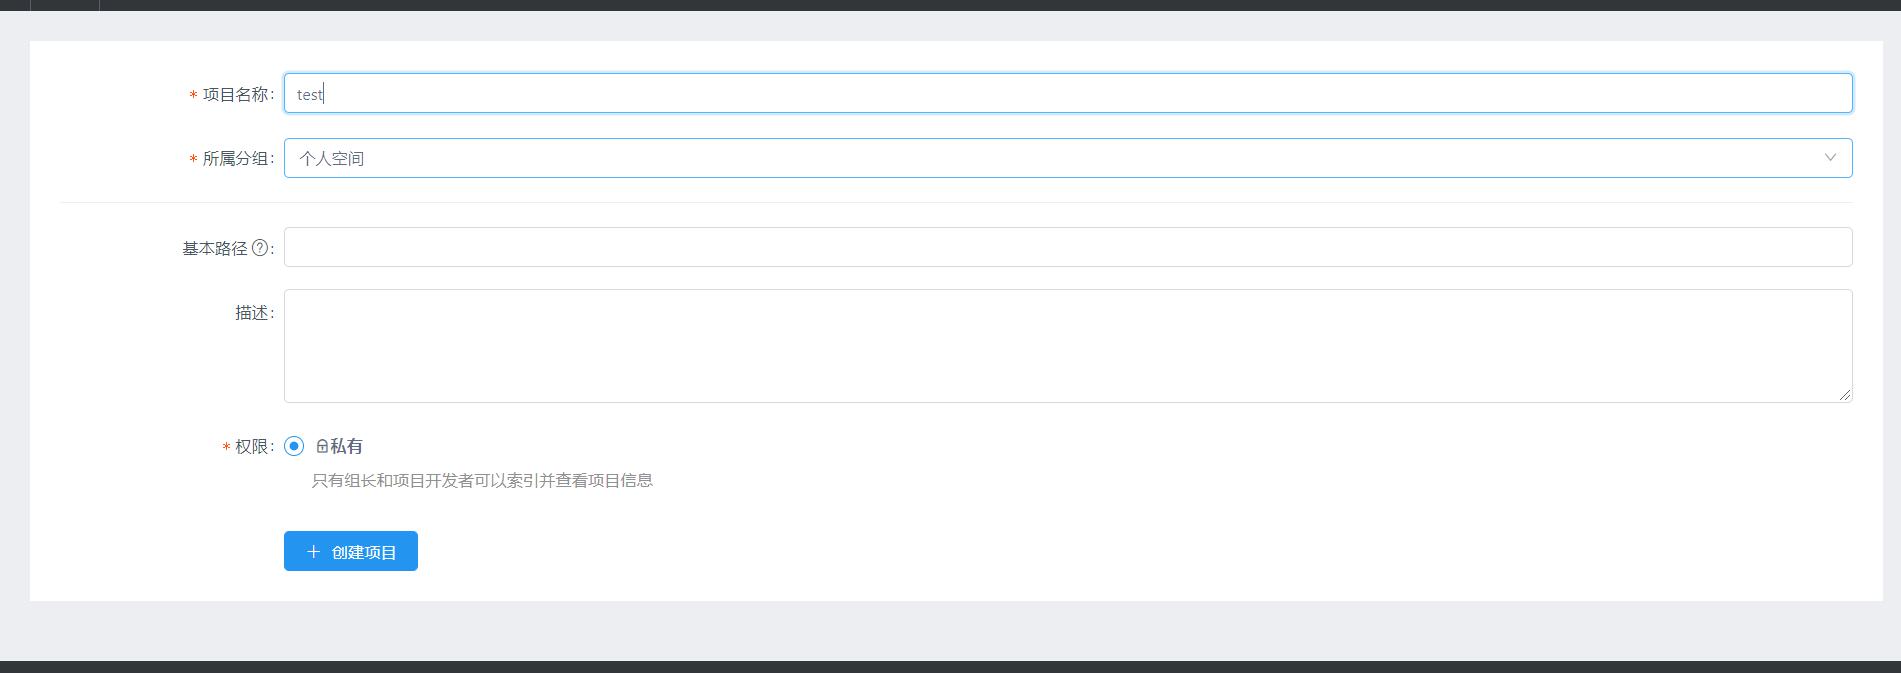 * 项目名称: test
* 所属分组: 个人空间
基本路径?:
描述:
* 权限: 私有
只有组长和项目开发者可以索引并查看项目信息
+ 创建项目